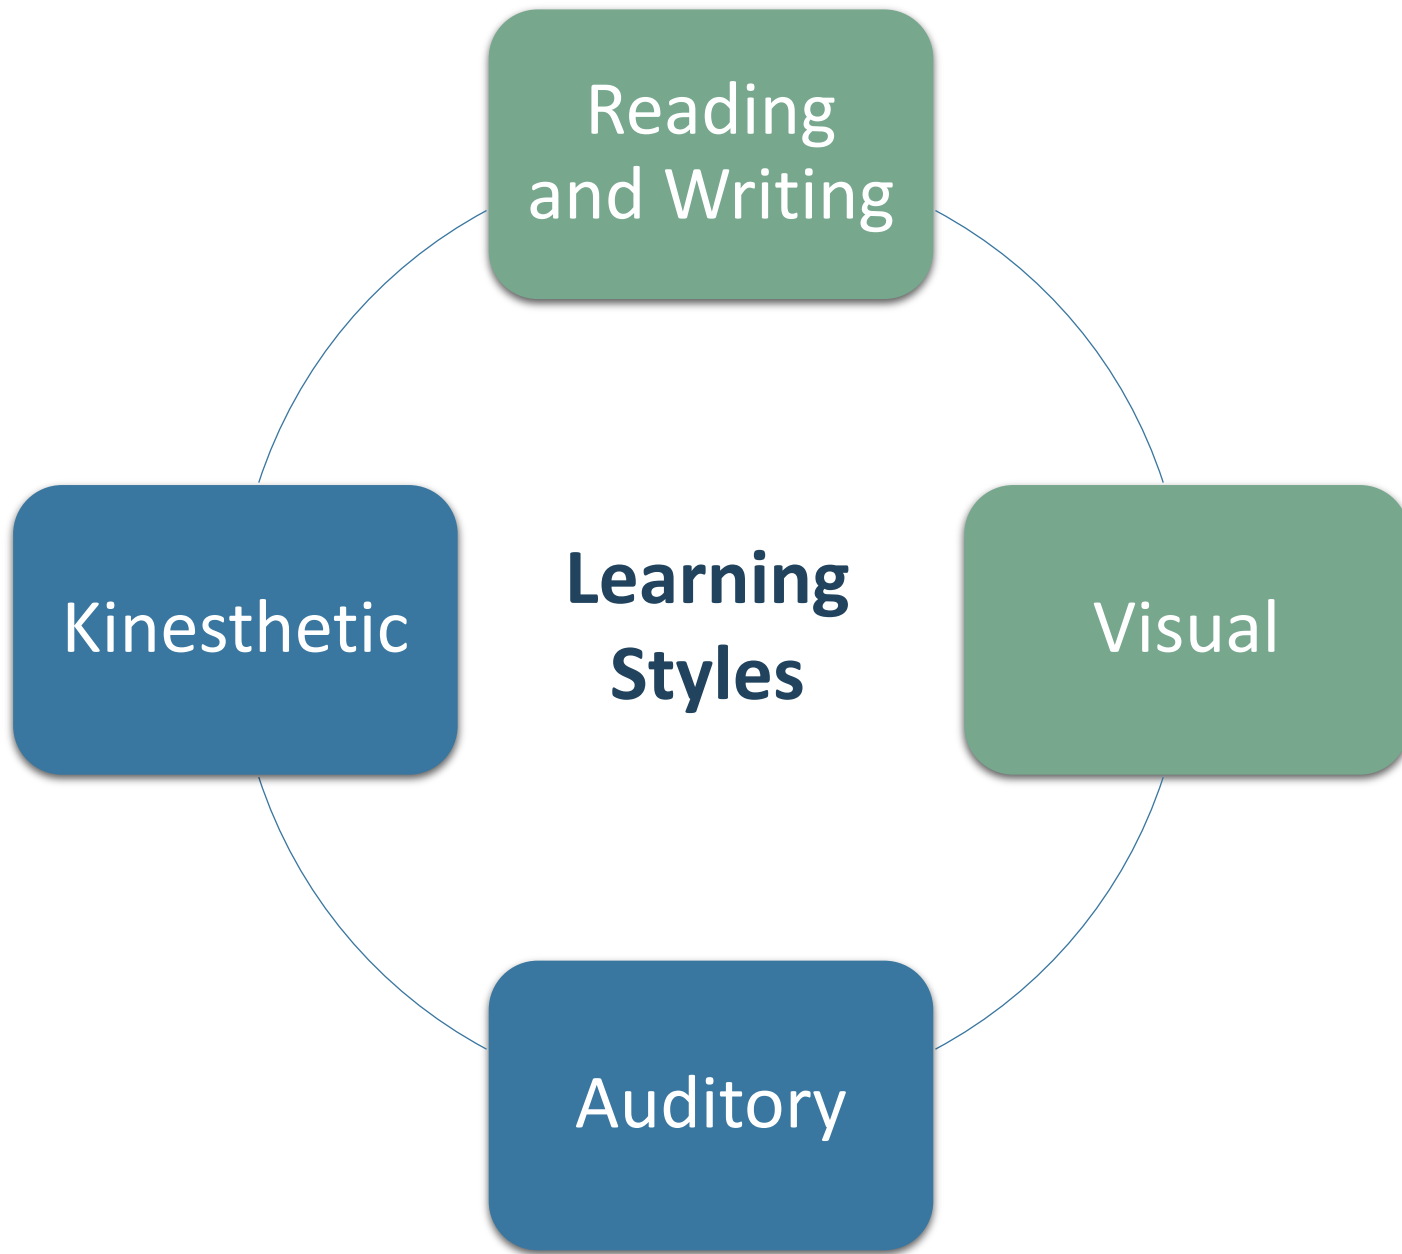 Reading
and Writing
Kinesthetic
Learning
Styles
Visual
Auditory